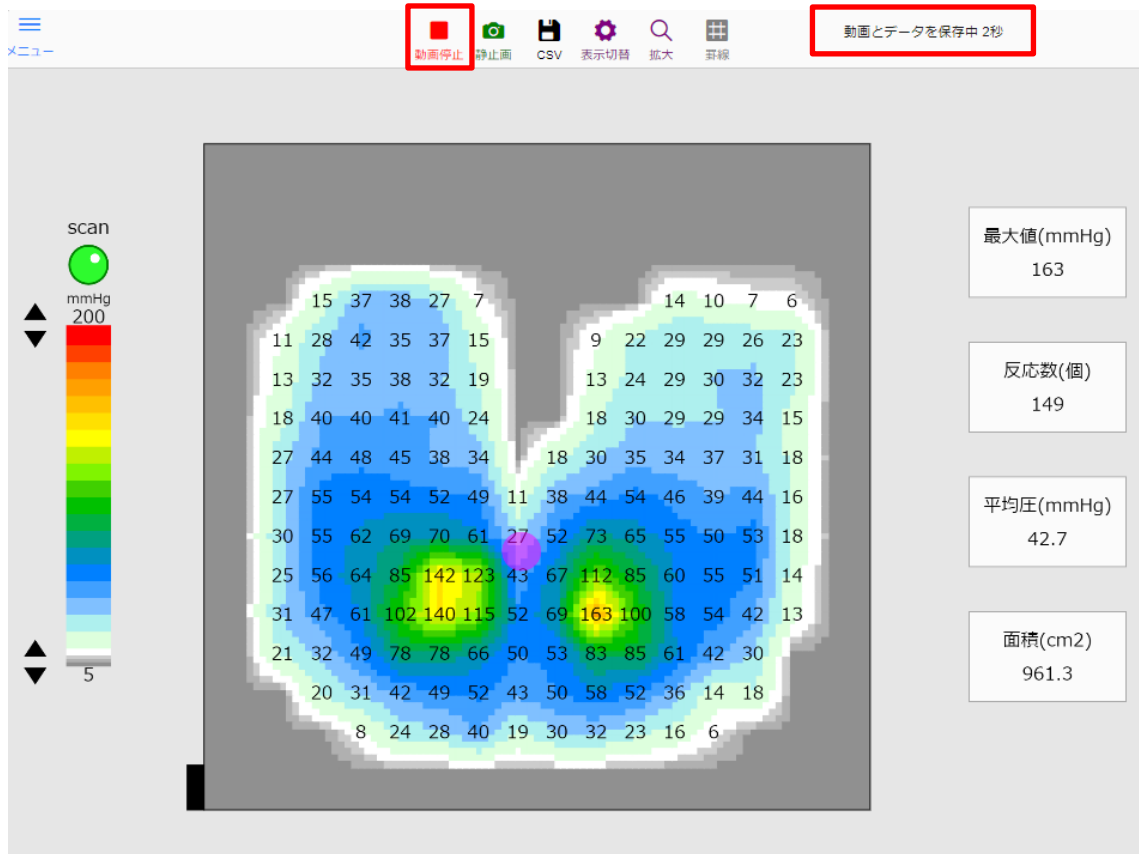 メニュー
動画停止 静止画 CSV 表示切替 拡大 罫線
動画とデータを保存中 2秒
scan
mmHg
200
5
15 37 38 27 7 14 10 7 6
11 28 42 35 37 15 9 22 29 29 26 23
13 32 35 38 32 19 13 24 29 30 32 23
18 40 40 41 40 24 18 30 29 29 34 15
27 44 48 45 38 34 18 30 35 34 37 31 18
27 55 54 54 52 49 11 38 44 54 46 39 44 16
30 55 62 69 70 61 27 52 73 65 55 50 53 18
25 56 64 85 142 123 43 67 112 85 60 55 51 14
31 47 61 102 140 115 52 69 163 100 58 54 42 13
21 32 49 78 78 66 50 53 83 85 61 42 30
20 31 42 49 52 43 50 58 52 36 14 18
8 24 28 40 19 30 32 23 16 6
最大値(mmHg)
163
反応数(個)
149
平均圧(mmHg)
42.7
面積(cm2)
961.3